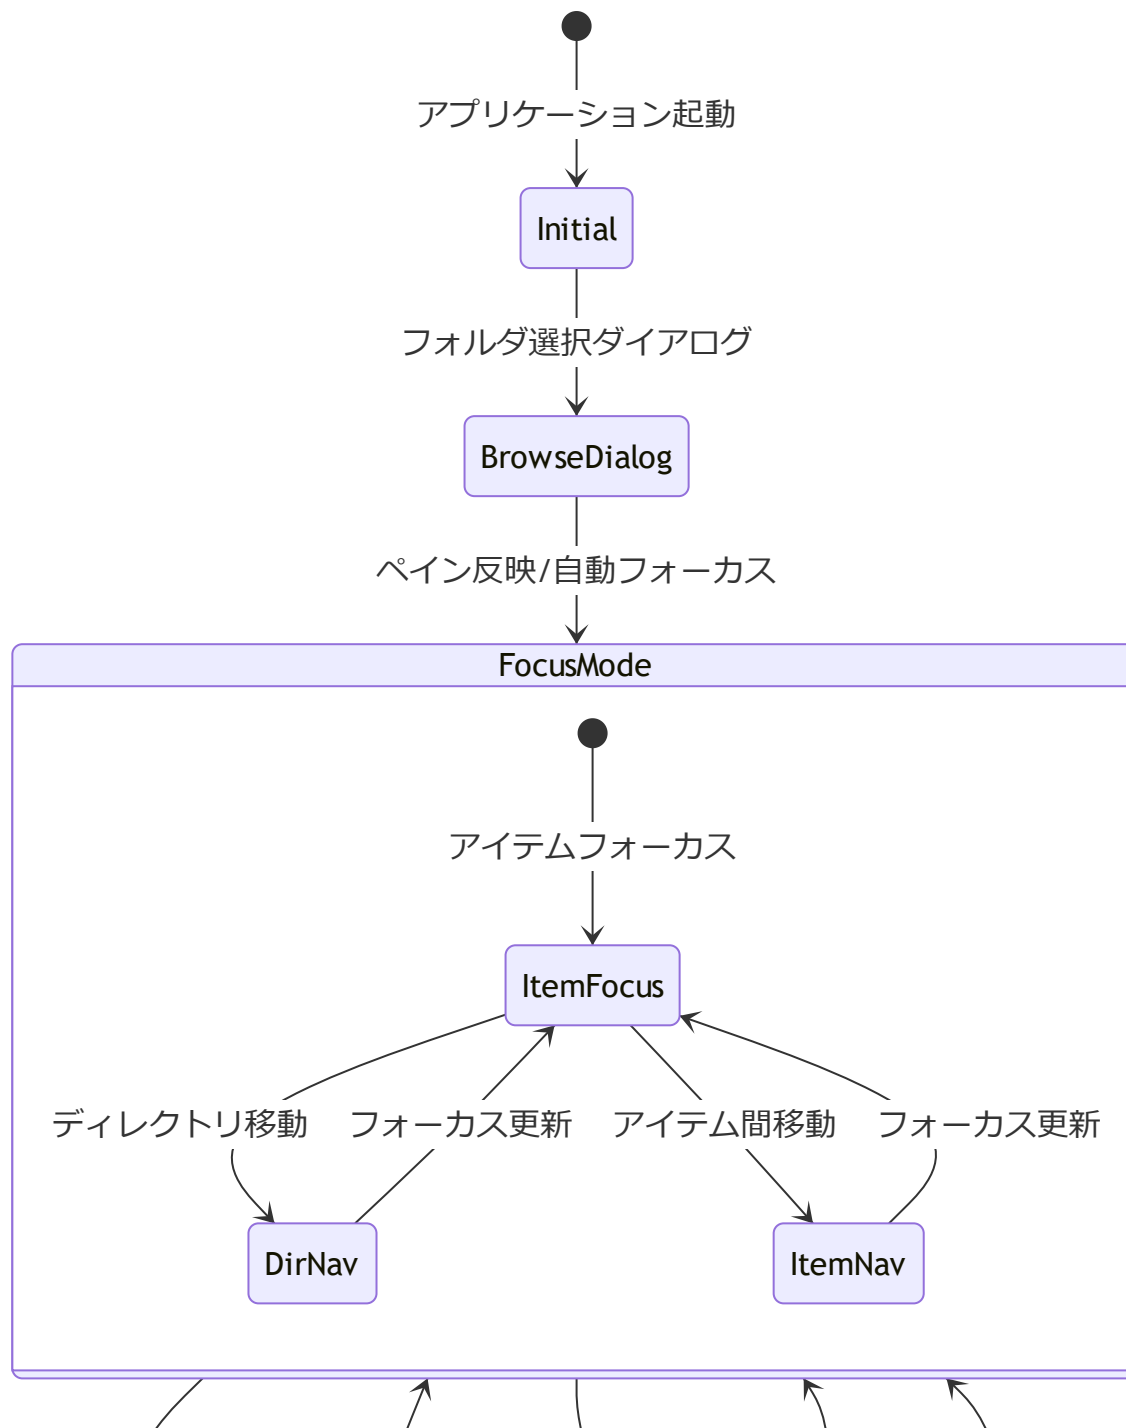 アプリケーション起動
Initial
フォルダ選択ダイアログ
BrowseDialog
ペイン反映/自動フォーカス
FocusMode
アイテムフォーカス
ItemFocus
ディレクトリ移動
フォーカス更新
アイテム間移動
フォーカス更新
DirNav
ItemNav